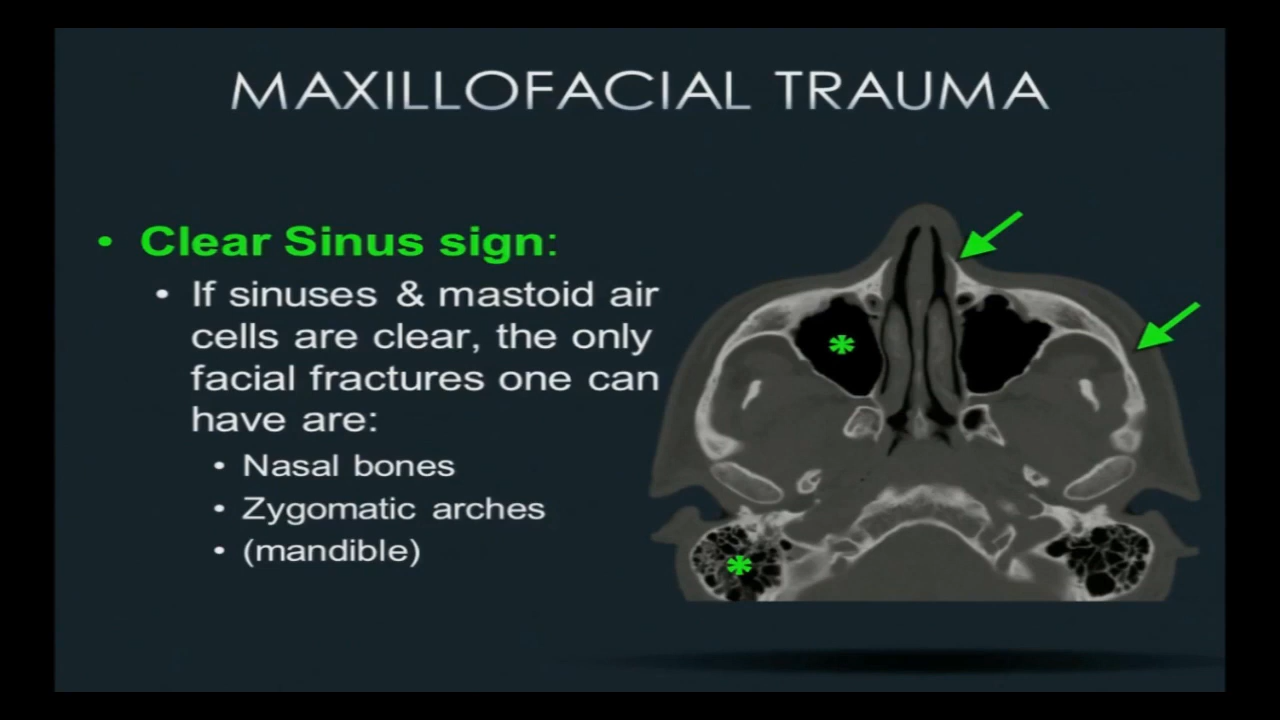 MAXILLOFACIAL TRAUMA
• Clear Sinus sign:
• If sinuses & mastoid air
cells are clear, the only
facial fractures one can
have are:
• Nasal bones
• Zygomatic arches
• (mandible)
*
*